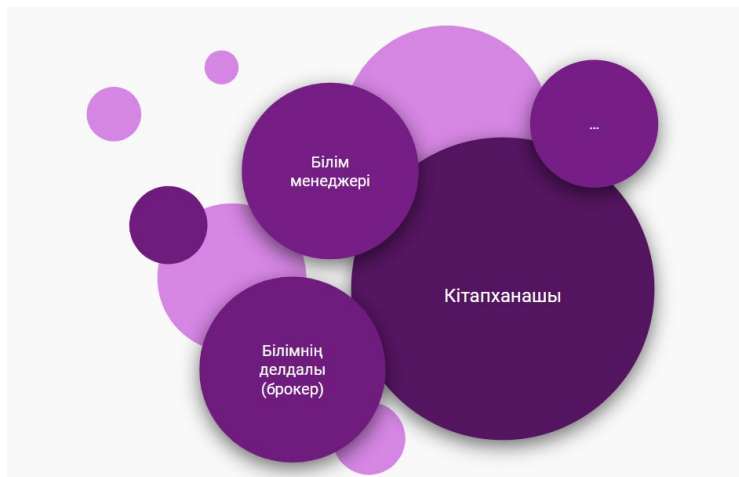 Білім
менеджері
...
Кітапханашы
Білімнің
делдалы
(брокер)